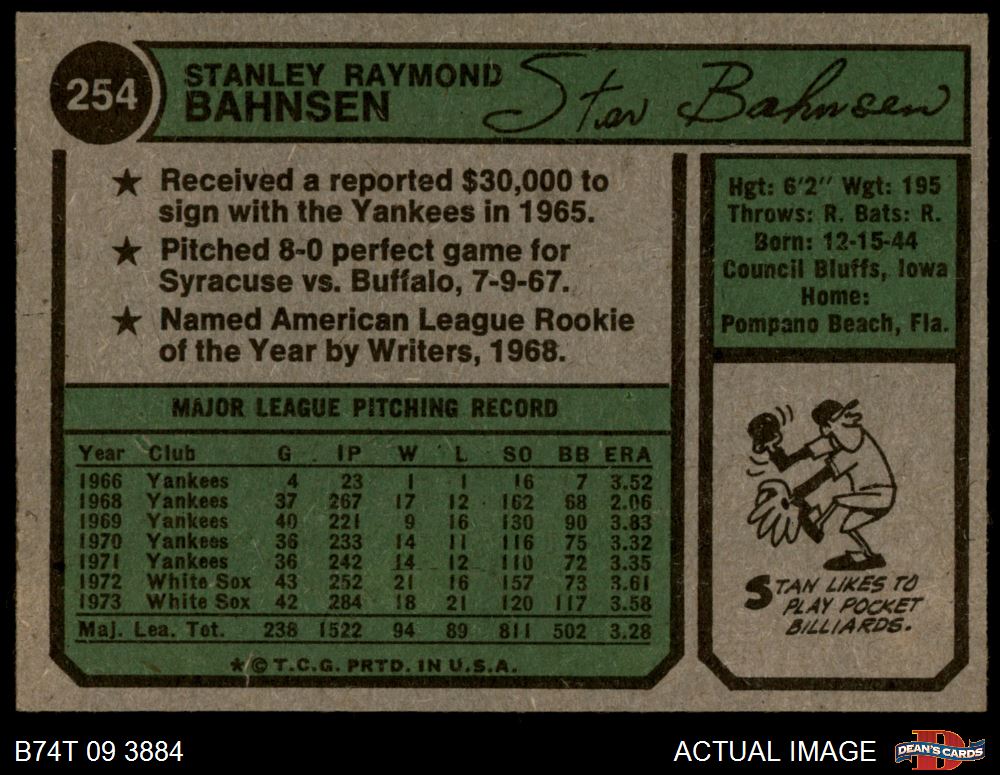 254
STANLEY RAYMOND
BAHNSEN
Stan Bahnsen
★ Received a reported $30,000 to
sign with the Yankees in 1965.
★ Pitched 8-0 perfect game for
Syracuse vs. Buffalo, 7-9-67.
★ Named American League Rookie
of the Year by Writers, 1968.
Hgt: 6'2" Wgt: 195
Throws: R. Bats: R.
Born: 12-15-44
Council Bluffs, Iowa
Home:
Pompano Beach, Fla.
MAJOR LEAGUE PITCHING RECORD
Year Club G IP W L SO BB ERA
1966 Yankees 4 23 1 1 16 7 3.52
1968 Yankees 37 267 17 12 162 68 2.06
1969 Yankees 40 221 9 16 130 90 3.83
1970 Yankees 36 233 14 11 116 75 3.32
1971 Yankees 36 242 14 12 110 72 3.35
1972 White Sox 43 252 21 16 157 73 3.61
1973 White Sox 42 284 18 21 120 117 3.58
Maj. Lea. Tot. 238 1522 94 89 811 502 3.28
★ © T.C.G. PRTD. IN U.S.A.
STAN LIKES TO
PLAY POCKET
BILLIARDS.
B74T 09 3884
ACTUAL IMAGE
D
DEAN'S CARDS